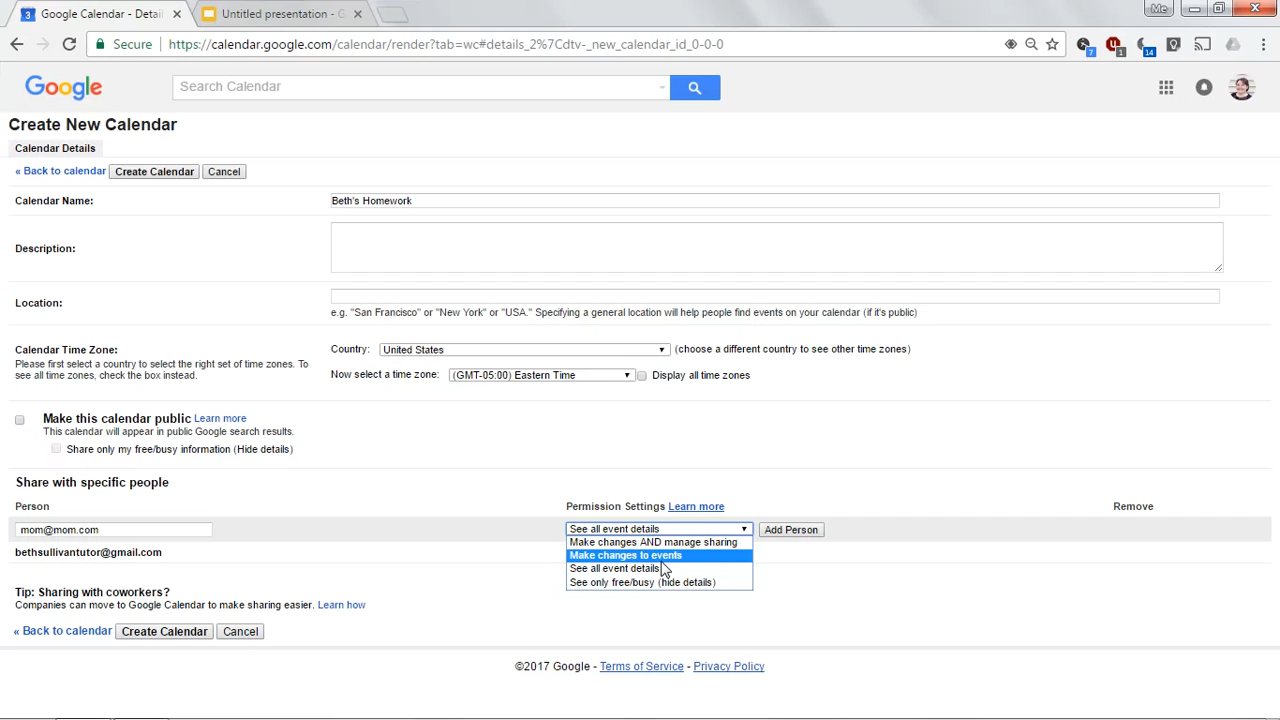 Google Calendar - Detai
Untitled presentation - G
Me
Secure
https://calendar.google.com/calendar/render?tab=wc#details_2%7Cdtv-_new_calendar_id_0-0-0
7
1
14
Google
Search Calendar
Create New Calendar
Calendar Details
« Back to calendar Create Calendar Cancel
Calendar Name: Beth's Homework
Description:
Location:
e.g. "San Francisco" or "New York" or "USA." Specifying a general location will help people find events on your calendar (if it's public)
Calendar Time Zone: Country: United States (choose a different country to see other time zones)
Please first select a country to select the right set of time zones. To
see all time zones, check the box instead.
Now select a time zone: (GMT-05:00) Eastern Time Display all time zones
Make this calendar public Learn more
This calendar will appear in public Google search results.
Share only my free/busy information (Hide details)
Share with specific people
Person Permission Settings Learn more Remove
mom@mom.com See all event details Add Person
Make changes AND manage sharing
bethsullivantutor@gmail.com Make changes to events
See all event details
See only free/busy (hide details)
Tip: Sharing with coworkers?
Companies can move to Google Calendar to make sharing easier. Learn how
« Back to calendar Create Calendar Cancel
©2017 Google - Terms of Service - Privacy Policy